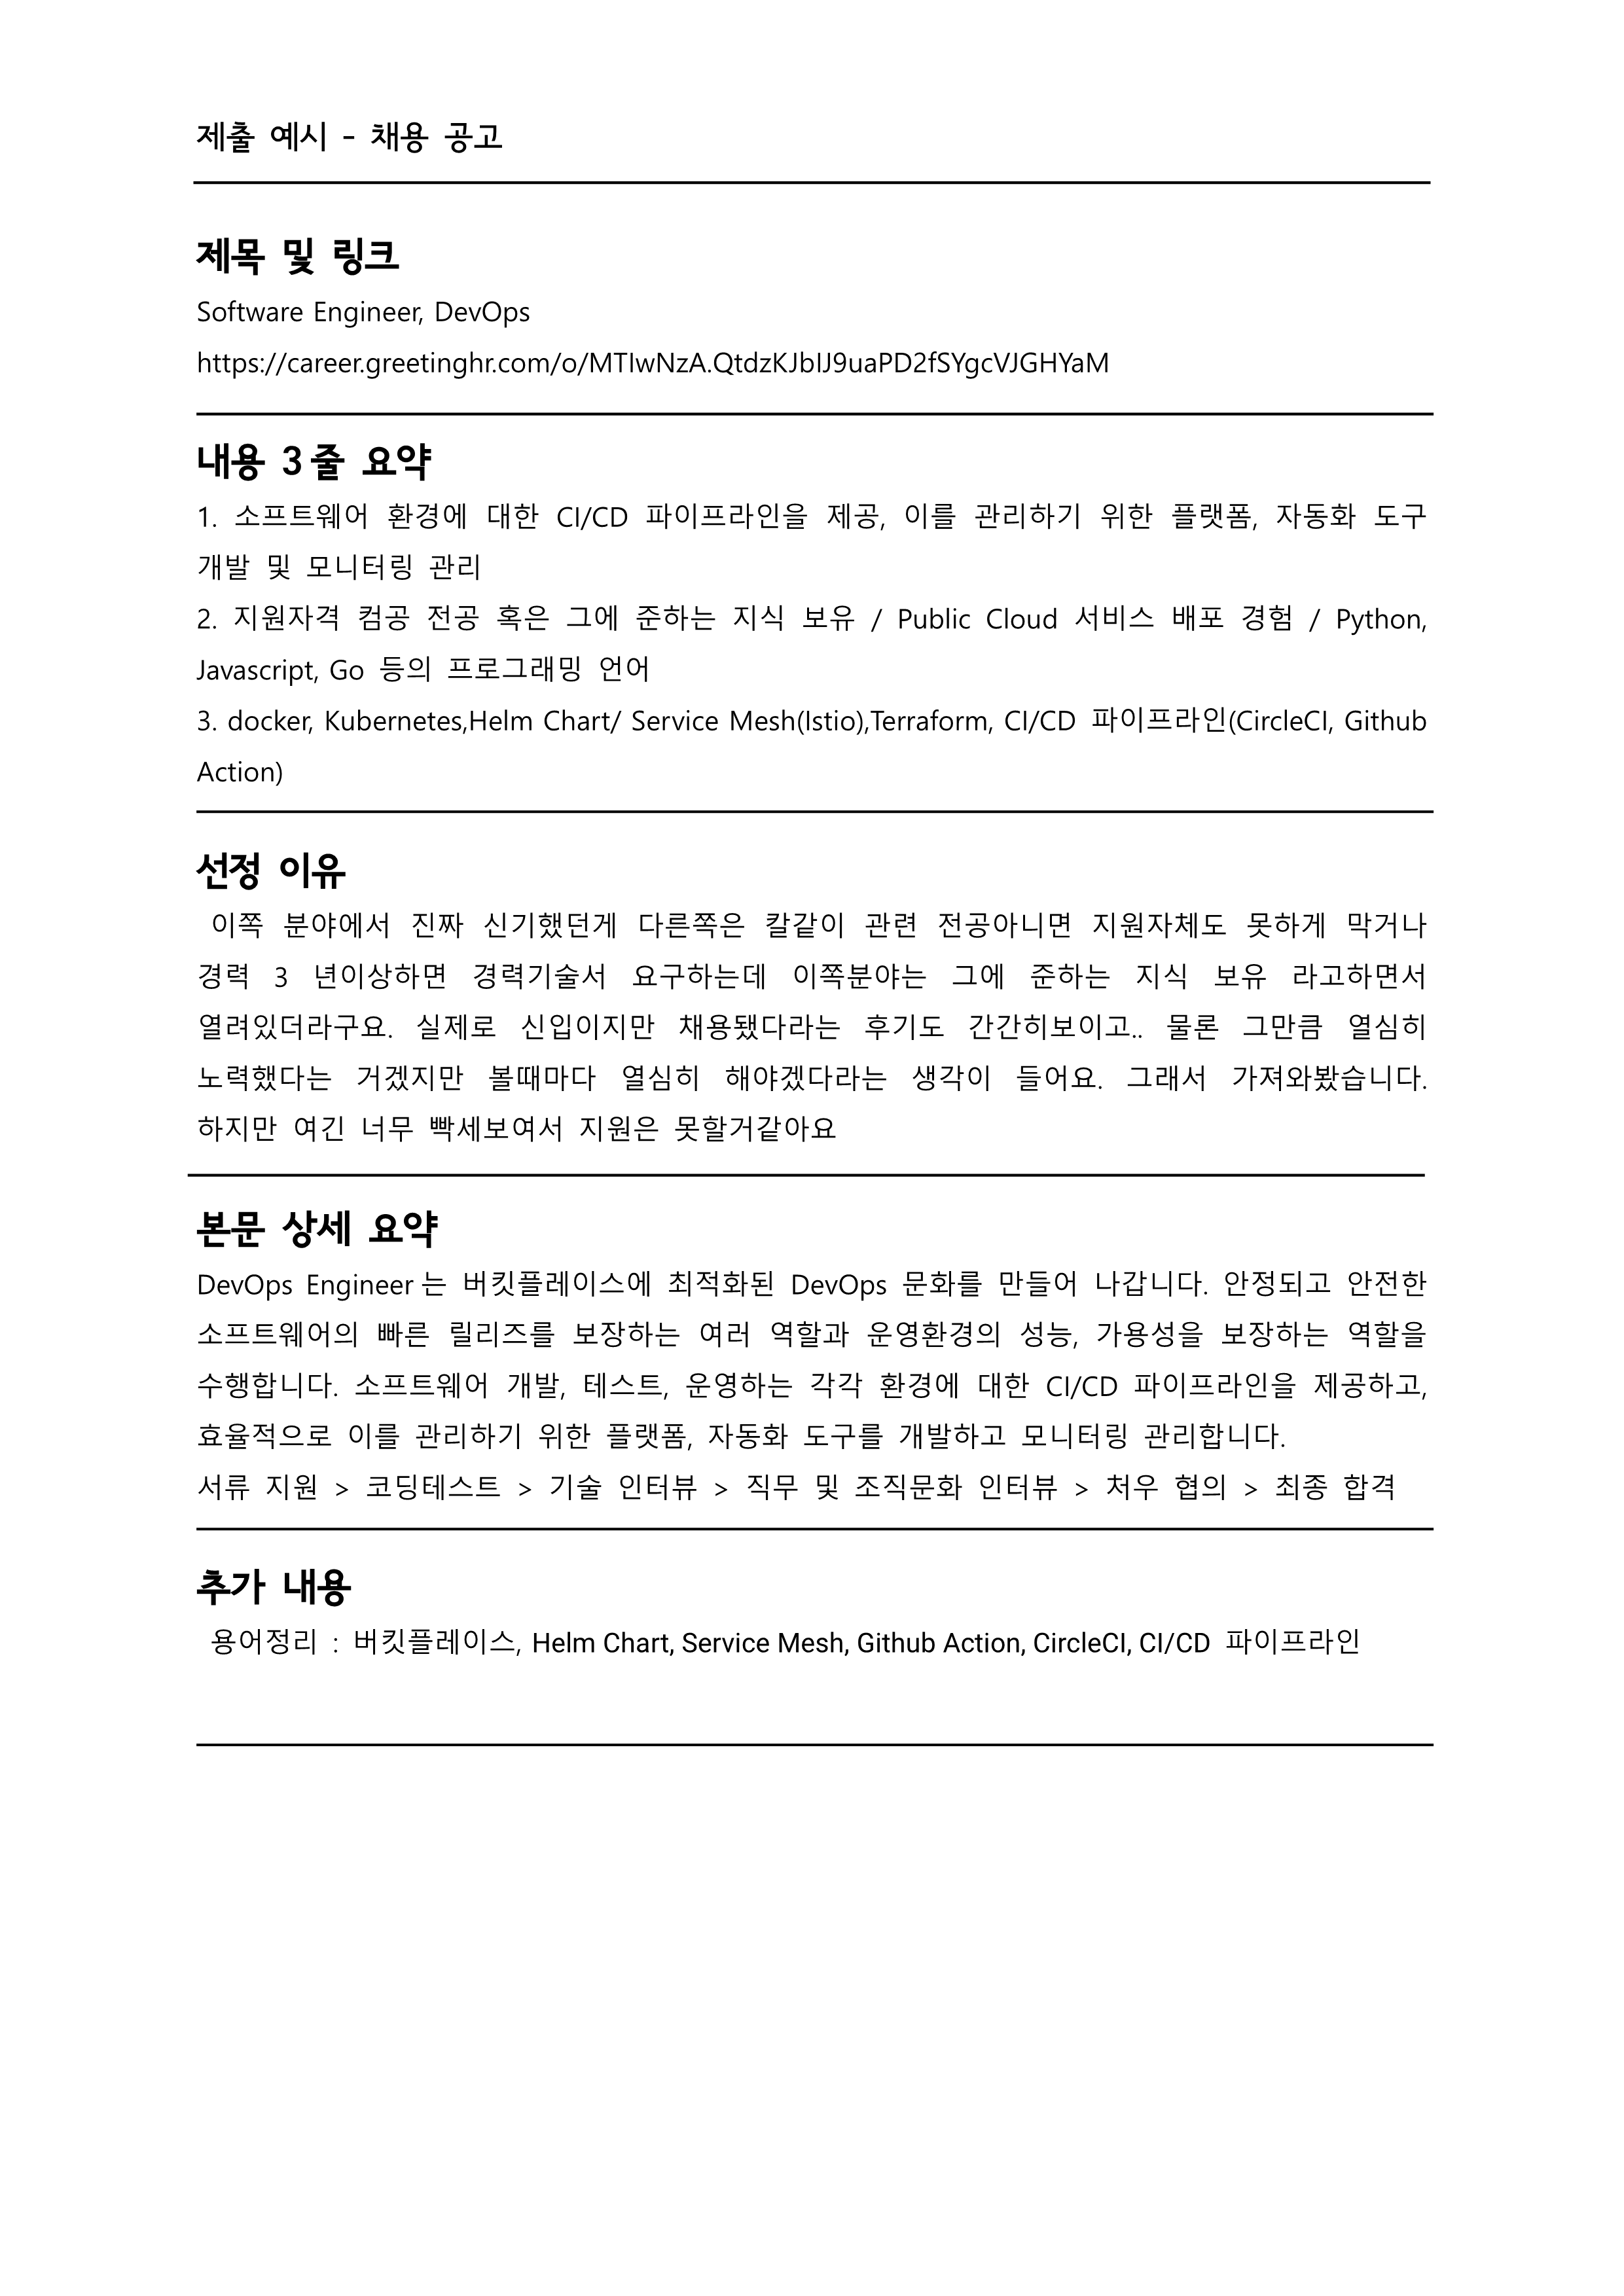 제출 예시 - 채용 공고
제목 및 링크
Software Engineer, DevOps
https://career.greetinghr.com/o/MTIwNzA.QtdzKJbIJ9uaPD2fSYgcVJGHYaM
내용 3줄 요약
1. 소프트웨어 환경에 대한 CI/CD 파이프라인을 제공, 이를 관리하기 위한 플랫폼, 자동화 도구
개발 및 모니터링 관리
2. 지원자격 컴공 전공 혹은 그에 준하는 지식 보유 / Public Cloud 서비스 배포 경험 / Python,
Javascript, Go 등의 프로그래밍 언어
3. docker, Kubernetes,Helm Chart/ Service Mesh(Istio),Terraform, CI/CD 파이프라인(CircleCI, Github
Action)
선정 이유
이쪽 분야에서 진짜 신기했던게 다른쪽은 칼같이 관련 전공아니면 지원자체도 못하게 막거나
경력 3 년이상하면 경력기술서 요구하는데 이쪽분야는 그에 준하는 지식 보유 라고하면서
열려있더라구요. 실제로 신입이지만 채용됐다라는 후기도 간간히보이고.. 물론 그만큼 열심히
노력했다는 거겠지만 볼때마다 열심히 해야겠다라는 생각이 들어요. 그래서 가져와봤습니다.
하지만 여긴 너무 빡세보여서 지원은 못할거같아요
본문 상세 요약
DevOps Engineer는 버킷플레이스에 최적화된 DevOps 문화를 만들어 나갑니다. 안정되고 안전한
소프트웨어의 빠른 릴리즈를 보장하는 여러 역할과 운영환경의 성능, 가용성을 보장하는 역할을
수행합니다. 소프트웨어 개발, 테스트, 운영하는 각각 환경에 대한 CI/CD 파이프라인을 제공하고,
효율적으로 이를 관리하기 위한 플랫폼, 자동화 도구를 개발하고 모니터링 관리합니다.
서류 지원 > 코딩테스트 > 기술 인터뷰 > 직무 및 조직문화 인터뷰 > 처우 협의 > 최종 합격
추가 내용
용어정리 : 버킷플레이스, Helm Chart, Service Mesh, Github Action, CircleCI, CI/CD 파이프라인